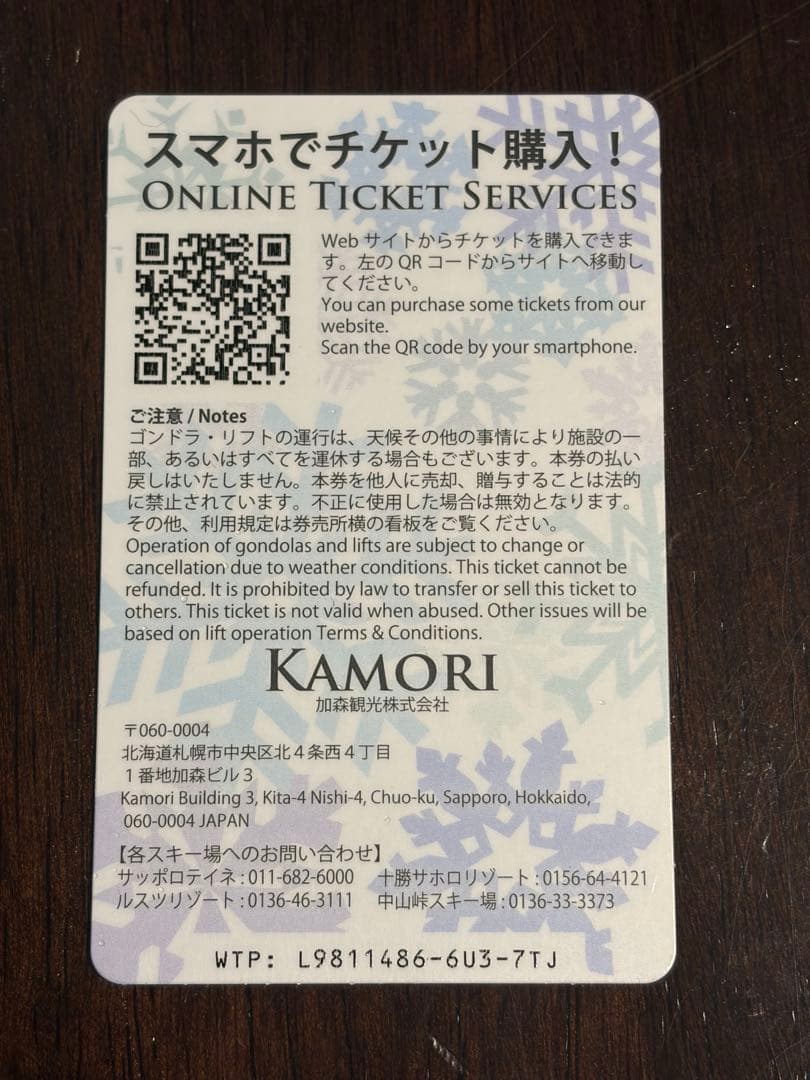 スマホでチケット購入！
ONLINE TICKET SERVICES
Web サイトからチケットを購入できま
す。左の QR コードからサイトへ移動し
てください。
You can purchase some tickets from our
website.
Scan the QR code by your smartphone.
ご注意 / Notes
ゴンドラ・リフトの運行は、天候その他の事情により施設の一
部、あるいはすべてを運休する場合もございます。本券の払い
戻しはいたしません。本券を他人に売却、贈与することは法的
に禁止されています。不正に使用した場合は無効となります。
その他、利用規定は券売所横の看板をご覧ください。
Operation of gondolas and lifts are subject to change or
cancellation due to weather conditions. This ticket cannot be
refunded. It is prohibited by law to transfer or sell this ticket to
others. This ticket is not valid when abused. Other issues will be
based on lift operation Terms & Conditions.
KAMORI
加森観光株式会社
〒060-0004
北海道札幌市中央区北４条西４丁目
１番地加森ビル３
Kamori Building 3, Kita-4 Nishi-4, Chuo-ku, Sapporo, Hokkaido,
060-0004 JAPAN
【各スキー場へのお問い合わせ】
サッポロテイネ : 011-682-6000 十勝サホロリゾート : 0156-64-4121
ルスツリゾート : 0136-46-3111 中山峠スキー場 : 0136-33-3373
WTP: L9811486-6U3-7TJ